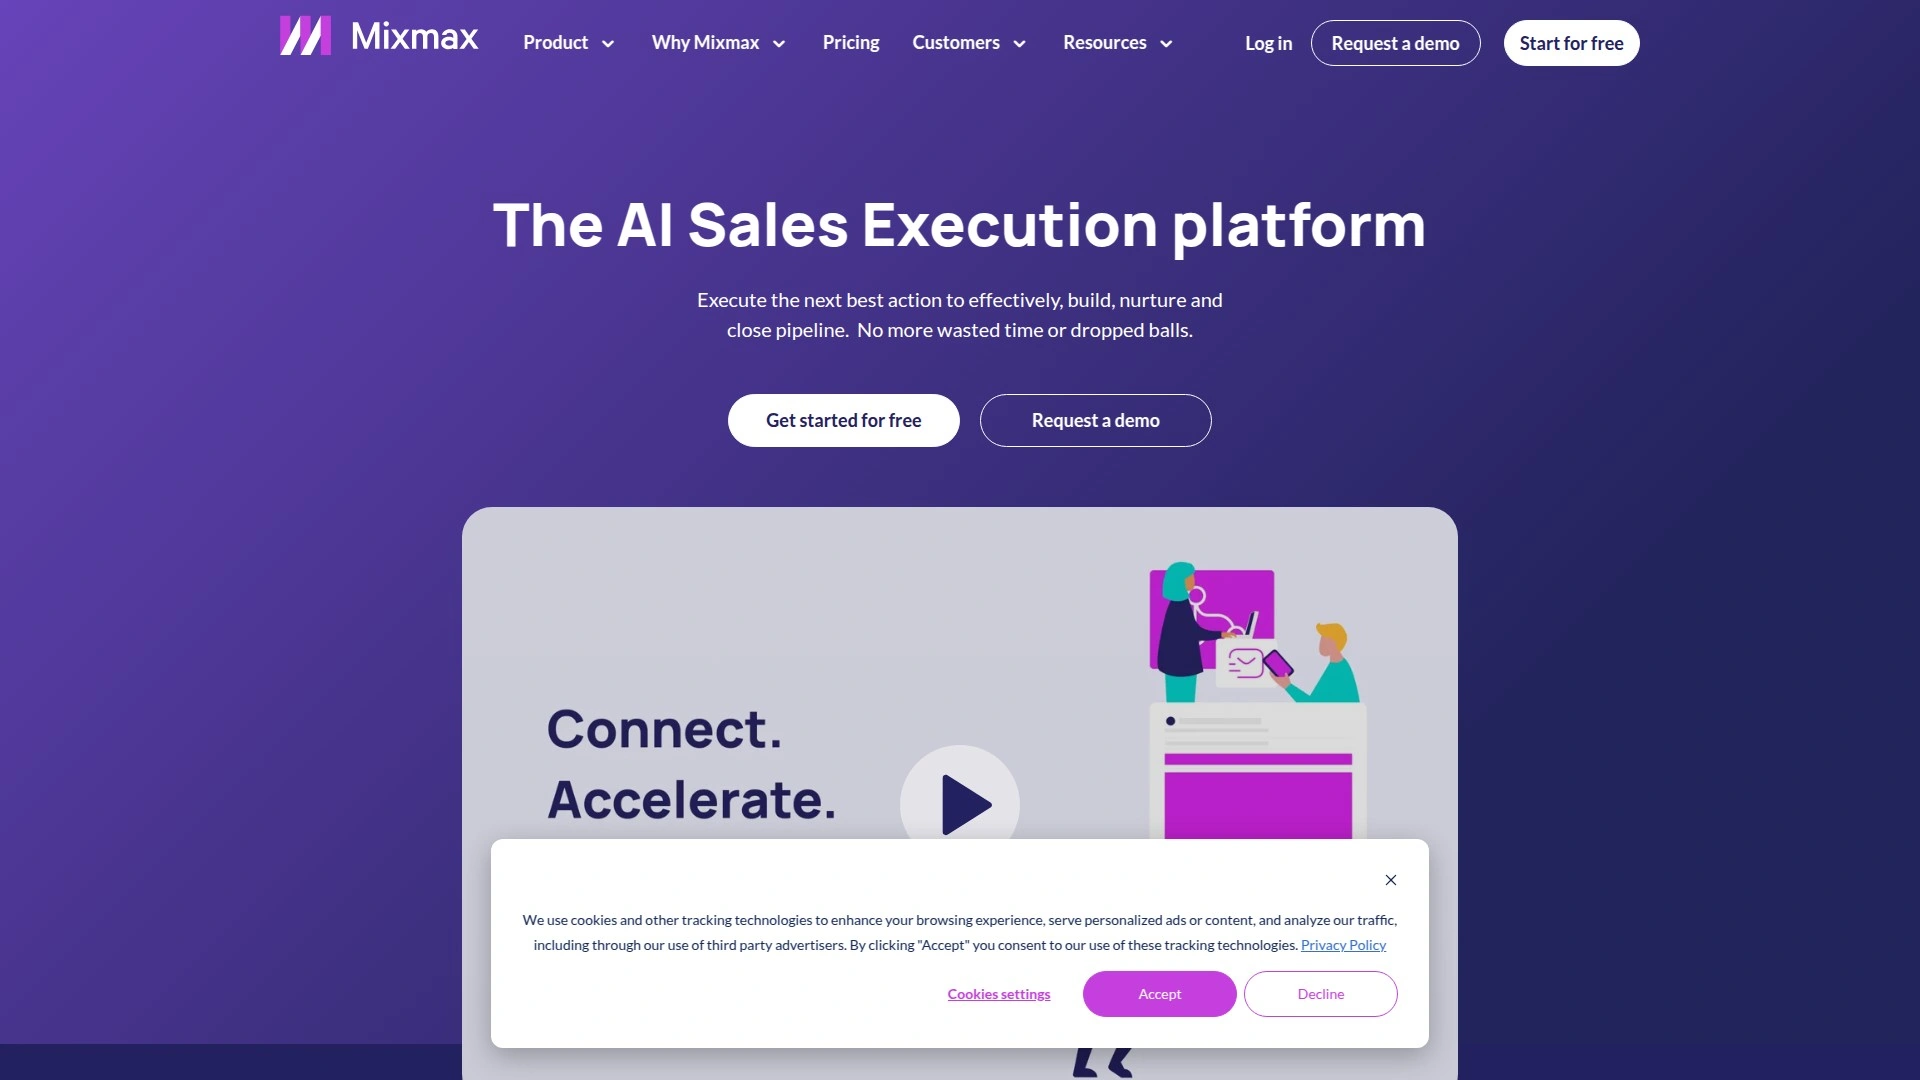 Mixmax
Product
Why Mixmax
Pricing
Customers
Resources
Log in
Request a demo
Start for free
The AI Sales Execution platform
Execute the next best action to effectively, build, nurture and
close pipeline.  No more wasted time or dropped balls.
Get started for free
Request a demo
Connect.
Accelerate.
We use cookies and other tracking technologies to enhance your browsing experience, serve personalized ads or content, and analyze our traffic,
including through our use of third party advertisers. By clicking "Accept" you consent to our use of these tracking technologies. Privacy Policy
Cookies settings
Accept
Decline